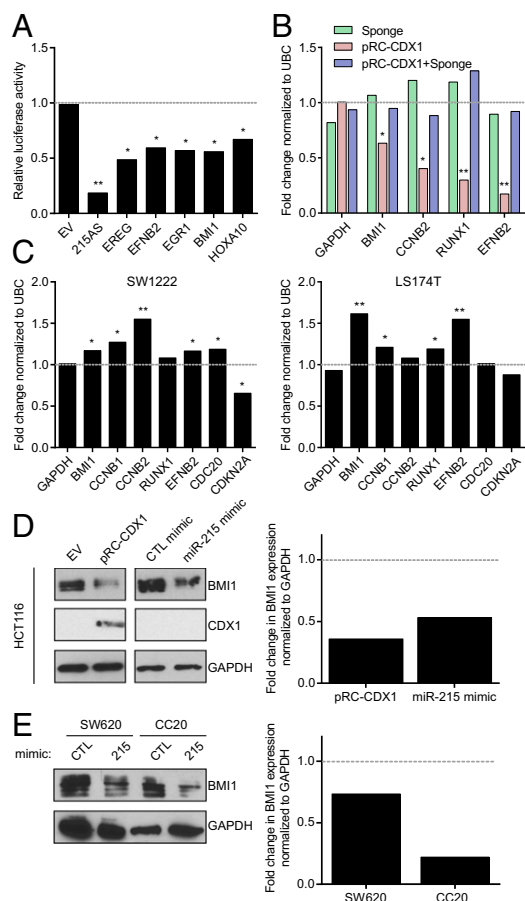 A
Relative luciferase activity
1.5
1.0
0.5
0.0
**
*
*
*
*
*
EV
215AS
EREG
EFNB2
EGR1
BMI1
HOXA10
B
Sponge
pRC-CDX1
pRC-CDX1+Sponge
Fold change normalized to UBC
1.5
1.0
0.5
0.0
*
*
**
**
GAPDH
BMI1
CCNB2
RUNX1
EFNB2
C
SW1222
Fold change normalized to UBC
2.0
1.5
1.0
0.5
0.0
*
*
**
*
*
*
GAPDH
BMI1
CCNB1
CCNB2
RUNX1
EFNB2
CDC20
CDKN2A
LS174T
Fold change normalized to UBC
2.0
1.5
1.0
0.5
0.0
**
*
*
**
GAPDH
BMI1
CCNB1
CCNB2
RUNX1
EFNB2
CDC20
CDKN2A
D
HCT116
EV
pRC-CDX1
CTL mimic
miR-215 mimic
BMI1
CDX1
GAPDH
Fold change in BMI1 expression
normalized to GAPDH
1.0
0.5
0.0
pRC-CDX1
miR-215 mimic
E
SW620
CC20
mimic:
CTL
215
CTL
215
BMI1
GAPDH
Fold change in BMI1 expression
normalized to GAPDH
1.0
0.5
0.0
SW620
CC20